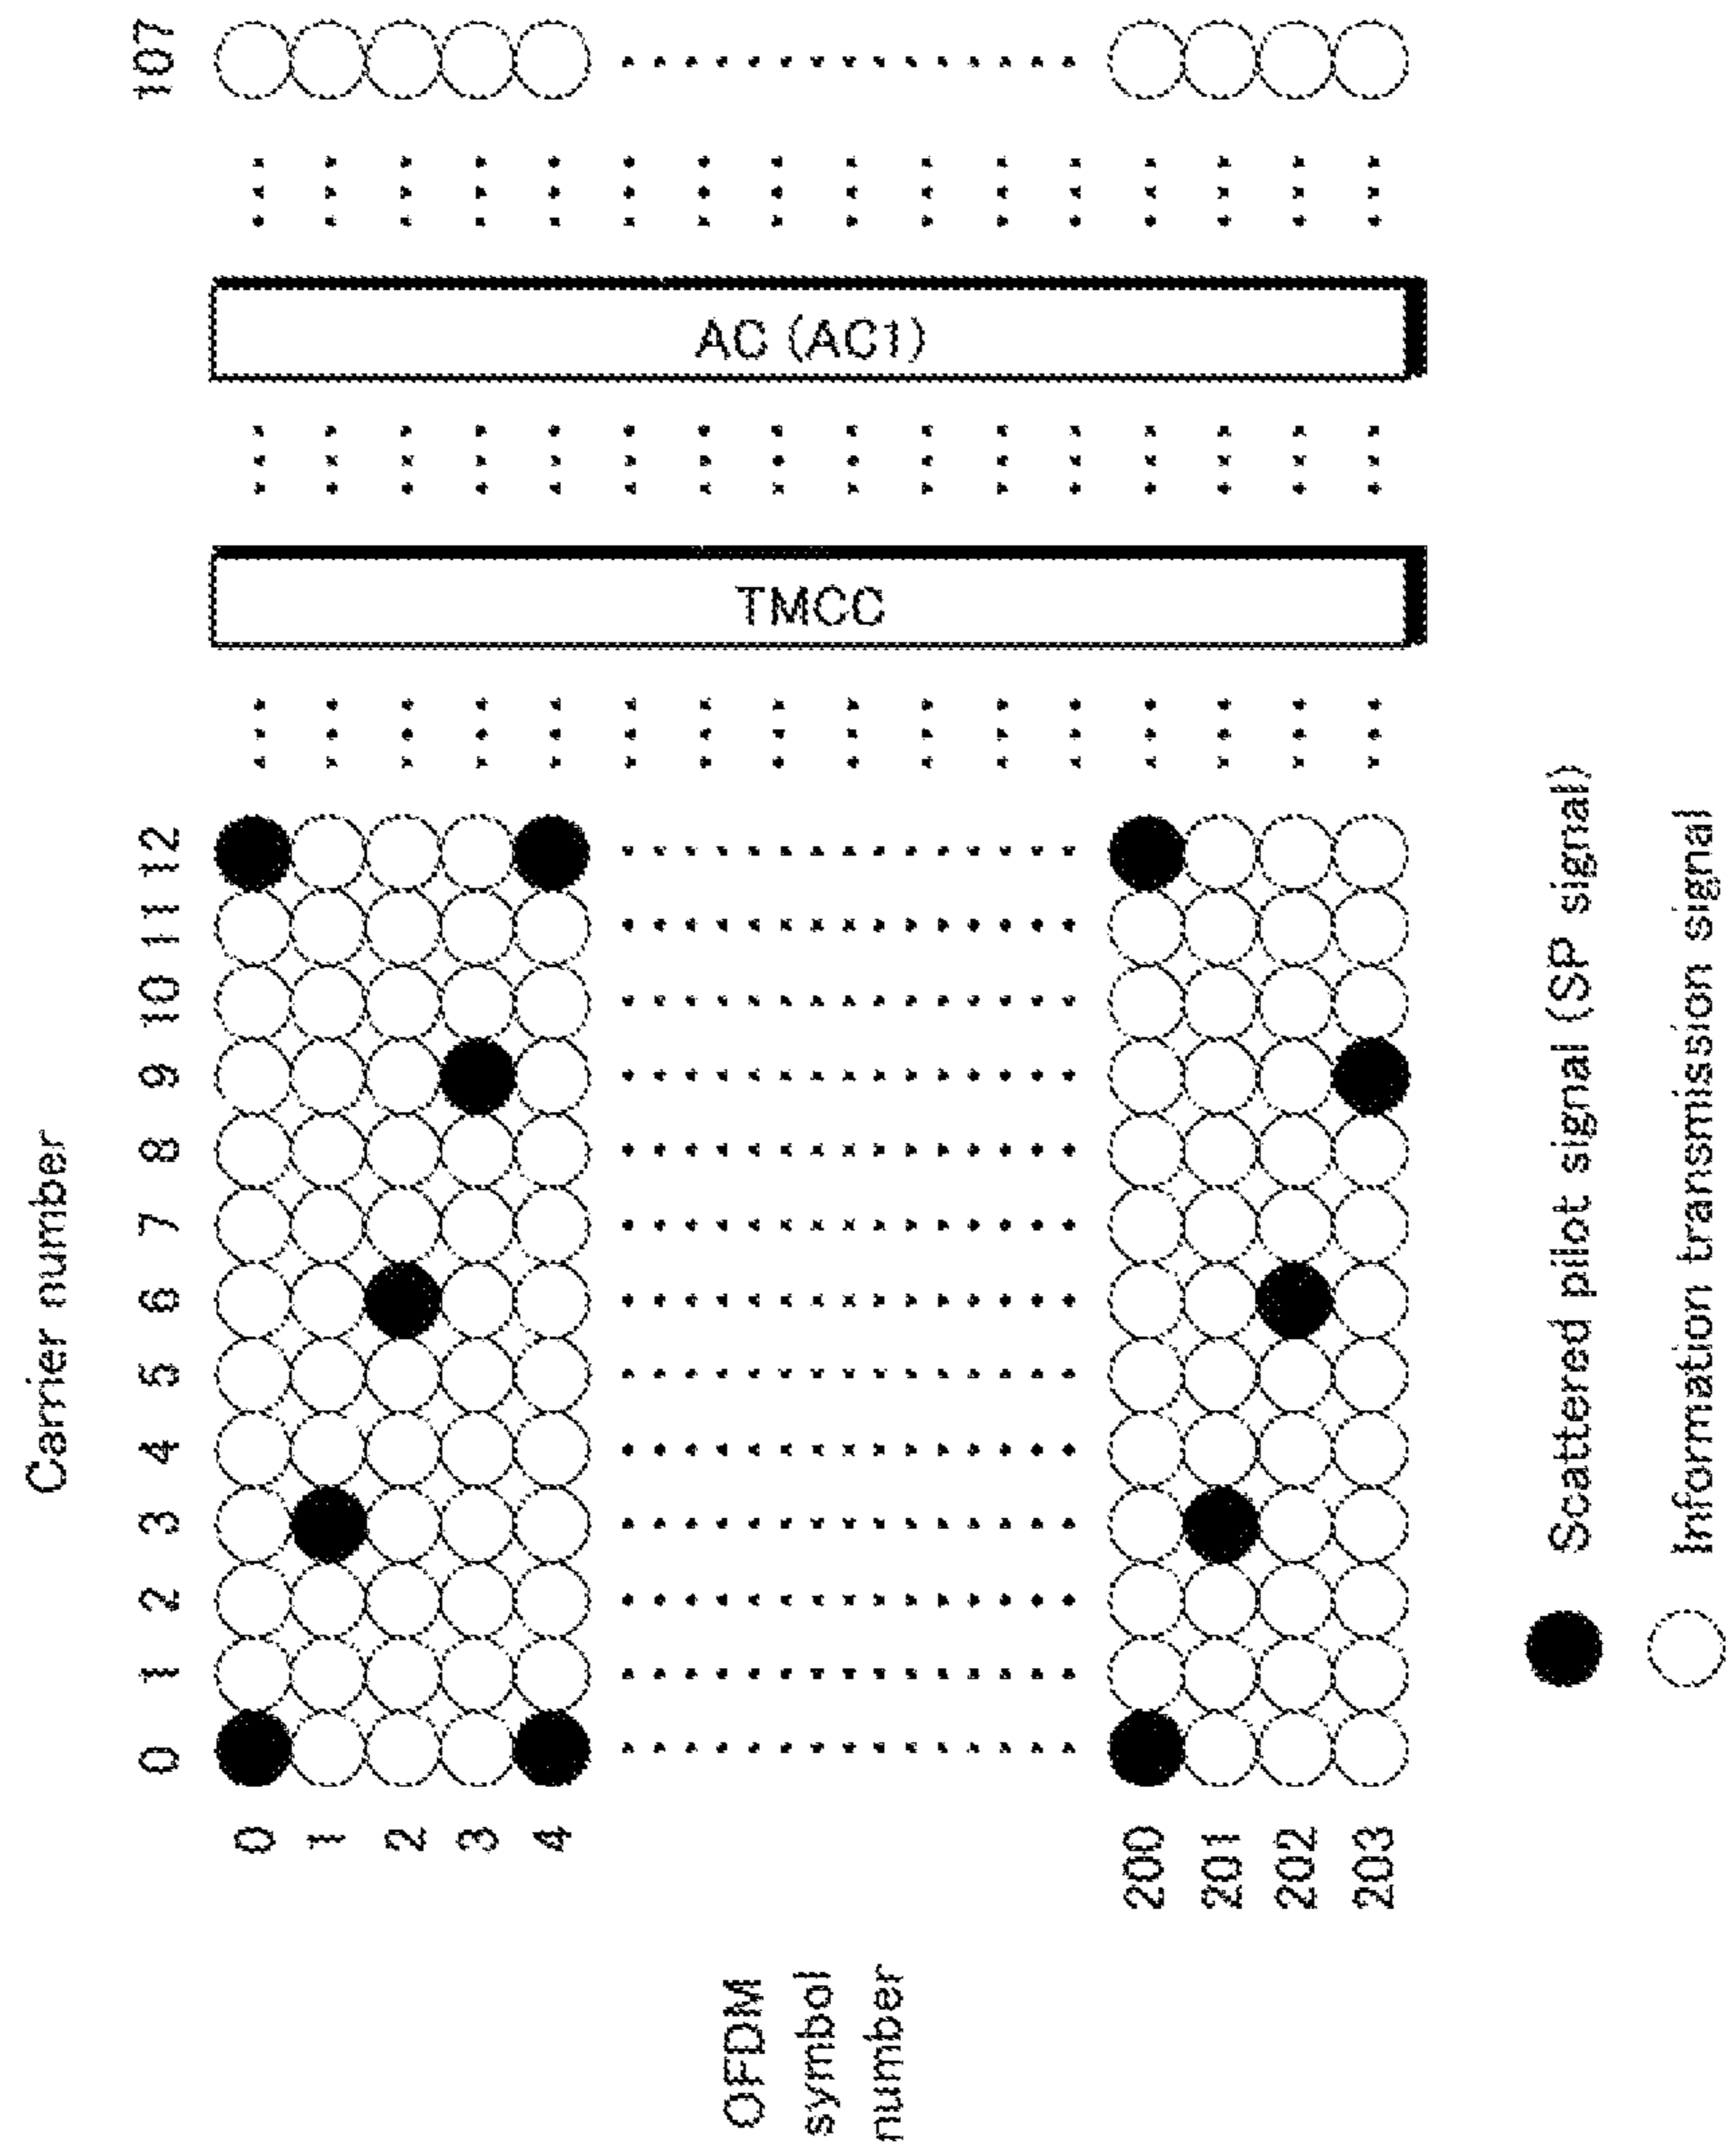 Carrier number
0 1 2 3 4 5 6 7 8 9 10 11 12 107
OFDM
symbol
number
0
1
2
3
4
200
201
202
203
TMCC
AC (AC1)
Scattered pilot signal (SP signal)
Information transmission signal